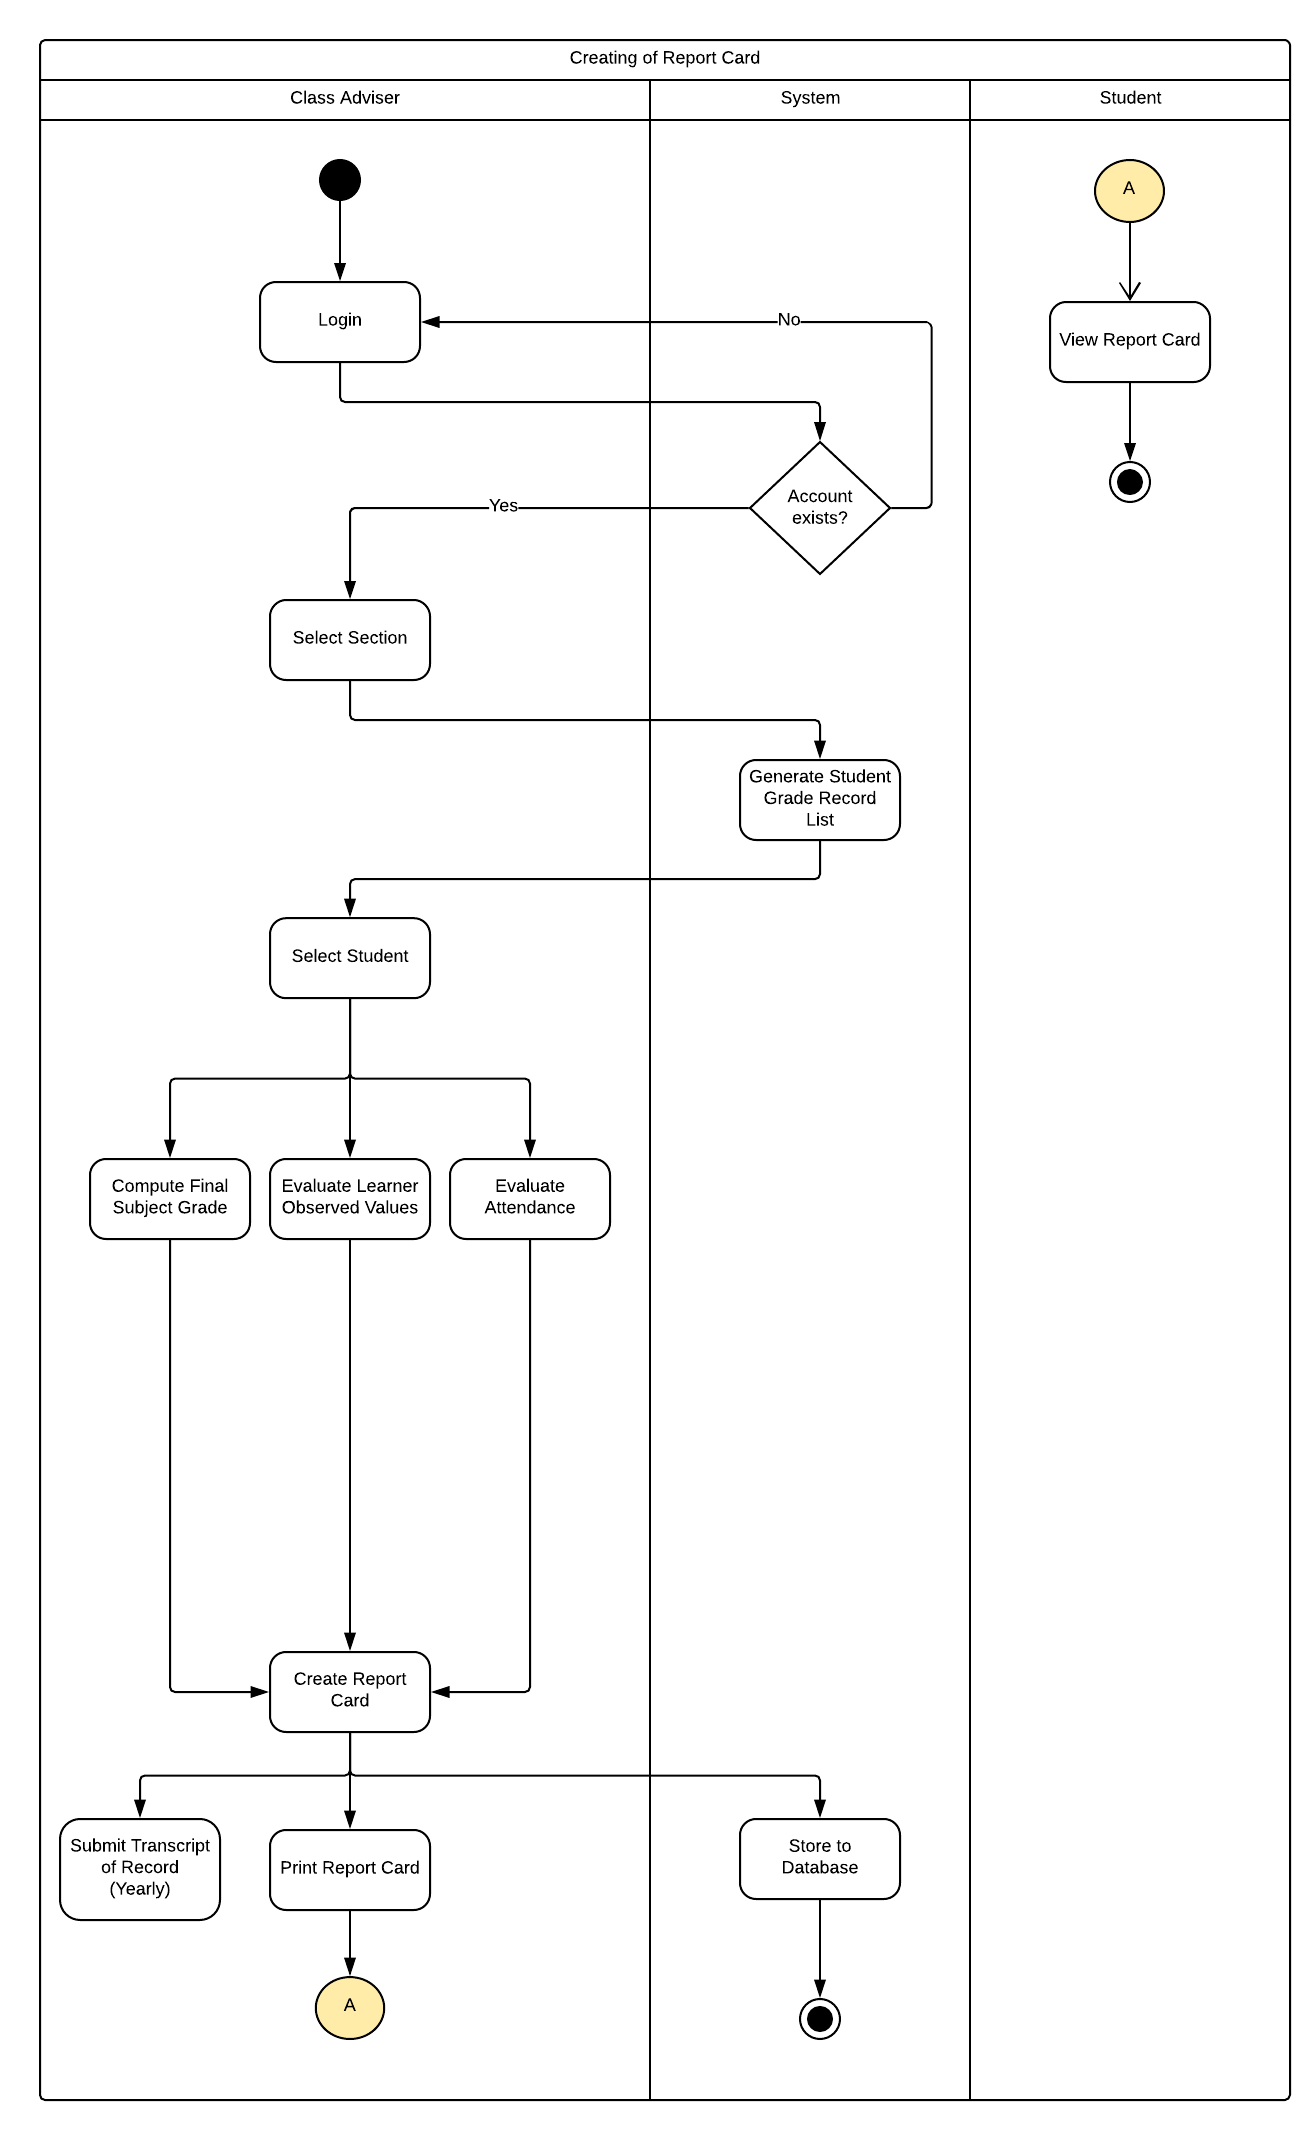 Creating of Report Card
Class Adviser
System
Student
A
Login
No
View Report Card
Account
exists?
Yes
Select Section
Generate Student
Grade Record
List
Select Student
Compute Final
Subject Grade
Evaluate Learner
Observed Values
Evaluate
Attendance
Create Report
Card
Submit Transcript
of Record
(Yearly)
Print Report Card
Store to
Database
A